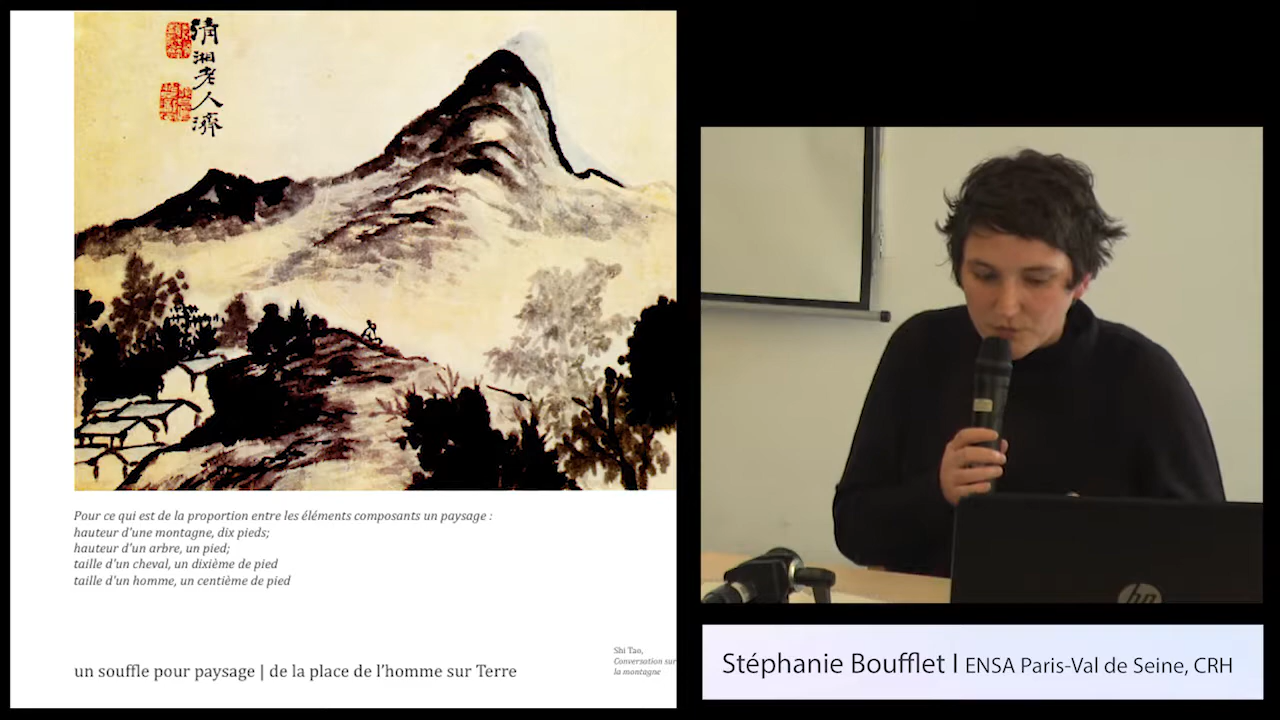 清湘老人濟
Pour ce qui est de la proportion entre les éléments composants un paysage :
hauteur d'une montagne, dix pieds;
hauteur d'un arbre, un pied;
taille d'un cheval, un dixième de pied
taille d'un homme, un centième de pied
Shi Tao,
Conversation sur
la montagne
un souffle pour paysage | de la place de l'homme sur Terre
hp
StéphanieBoufflet I ENSA Paris-Val de Seine, CRH